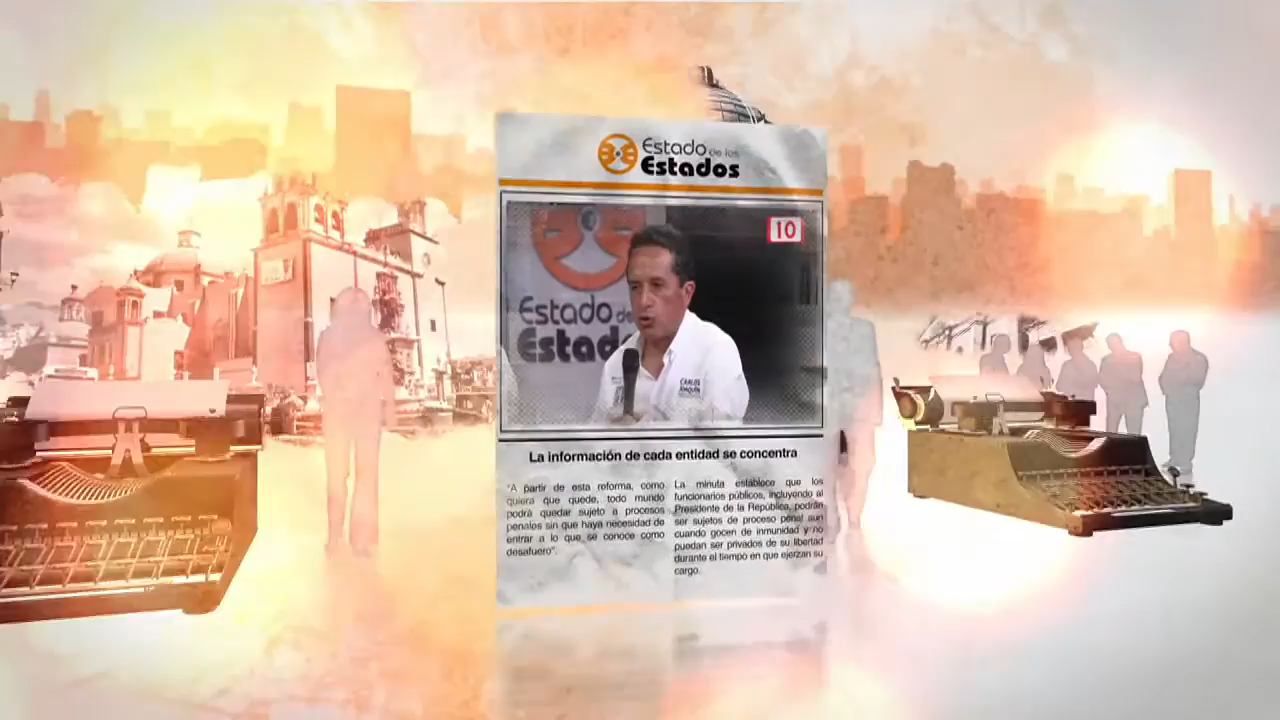 Estado de los
Estados
10
Estado de
Estad
CARLOS
JOAQUÍN
La información de cada entidad se concentra
"A partir de esta reforma, como
quiera que quede, todo mundo
podrá quedar sujeto a procesos
penales sin que haya necesidad de
entrar a lo que se conoce como
desafuero".
La minuta establece que los
funcionarios públicos, incluyendo al
Presidente de la República, podrán
ser sujetos de proceso penal aun
cuando gocen de inmunidad y no
puedan ser privados de su libertad
durante el tiempo en que ejerzan su
cargo.